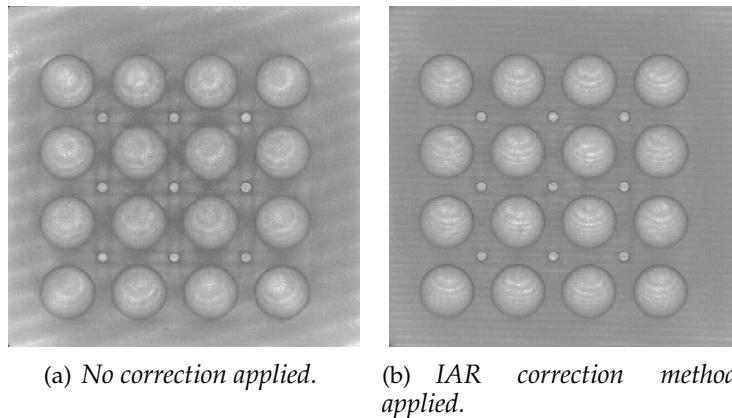 (a) No correction applied.
(b) IAR correction method
applied.